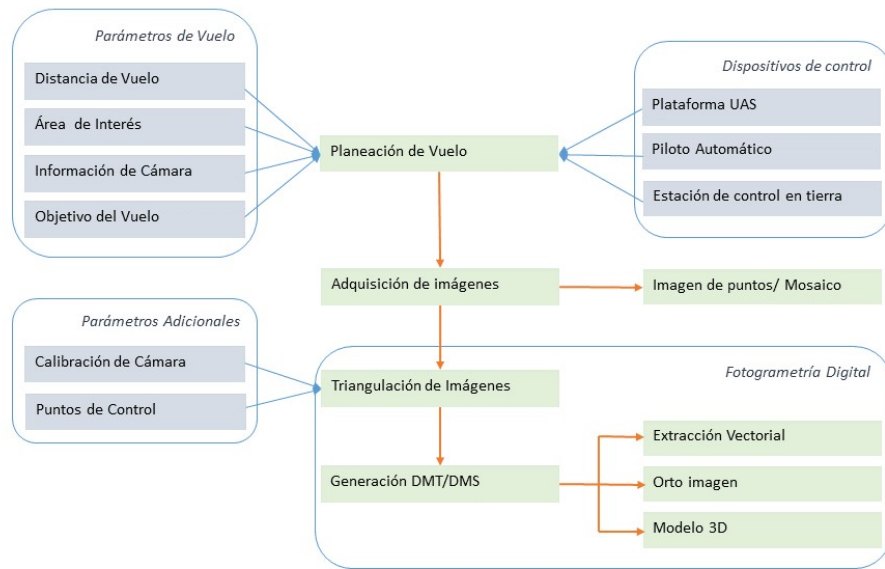 Parámetros de Vuelo
Distancia de Vuelo
Área de Interés
Información de Cámara
Objetivo del Vuelo
Dispositivos de control
Plataforma UAS
Piloto Automático
Estación de control en tierra
Planeación de Vuelo
Adquisición de imágenes
Imagen de puntos/ Mosaico
Parámetros Adicionales
Calibración de Cámara
Puntos de Control
Fotogrametría Digital
Triangulación de Imágenes
Generación DMT/DMS
Extracción Vectorial
Orto imagen
Modelo 3D